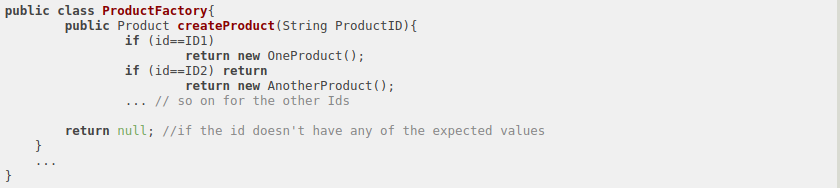 public class ProductFactory{
public Product createProduct(String ProductID){
if (id==ID1)
return new OneProduct();
if (id==ID2) return
return new AnotherProduct();
... // so on for the other Ids
return null; //if the id doesn't have any of the expected values
}
...
}